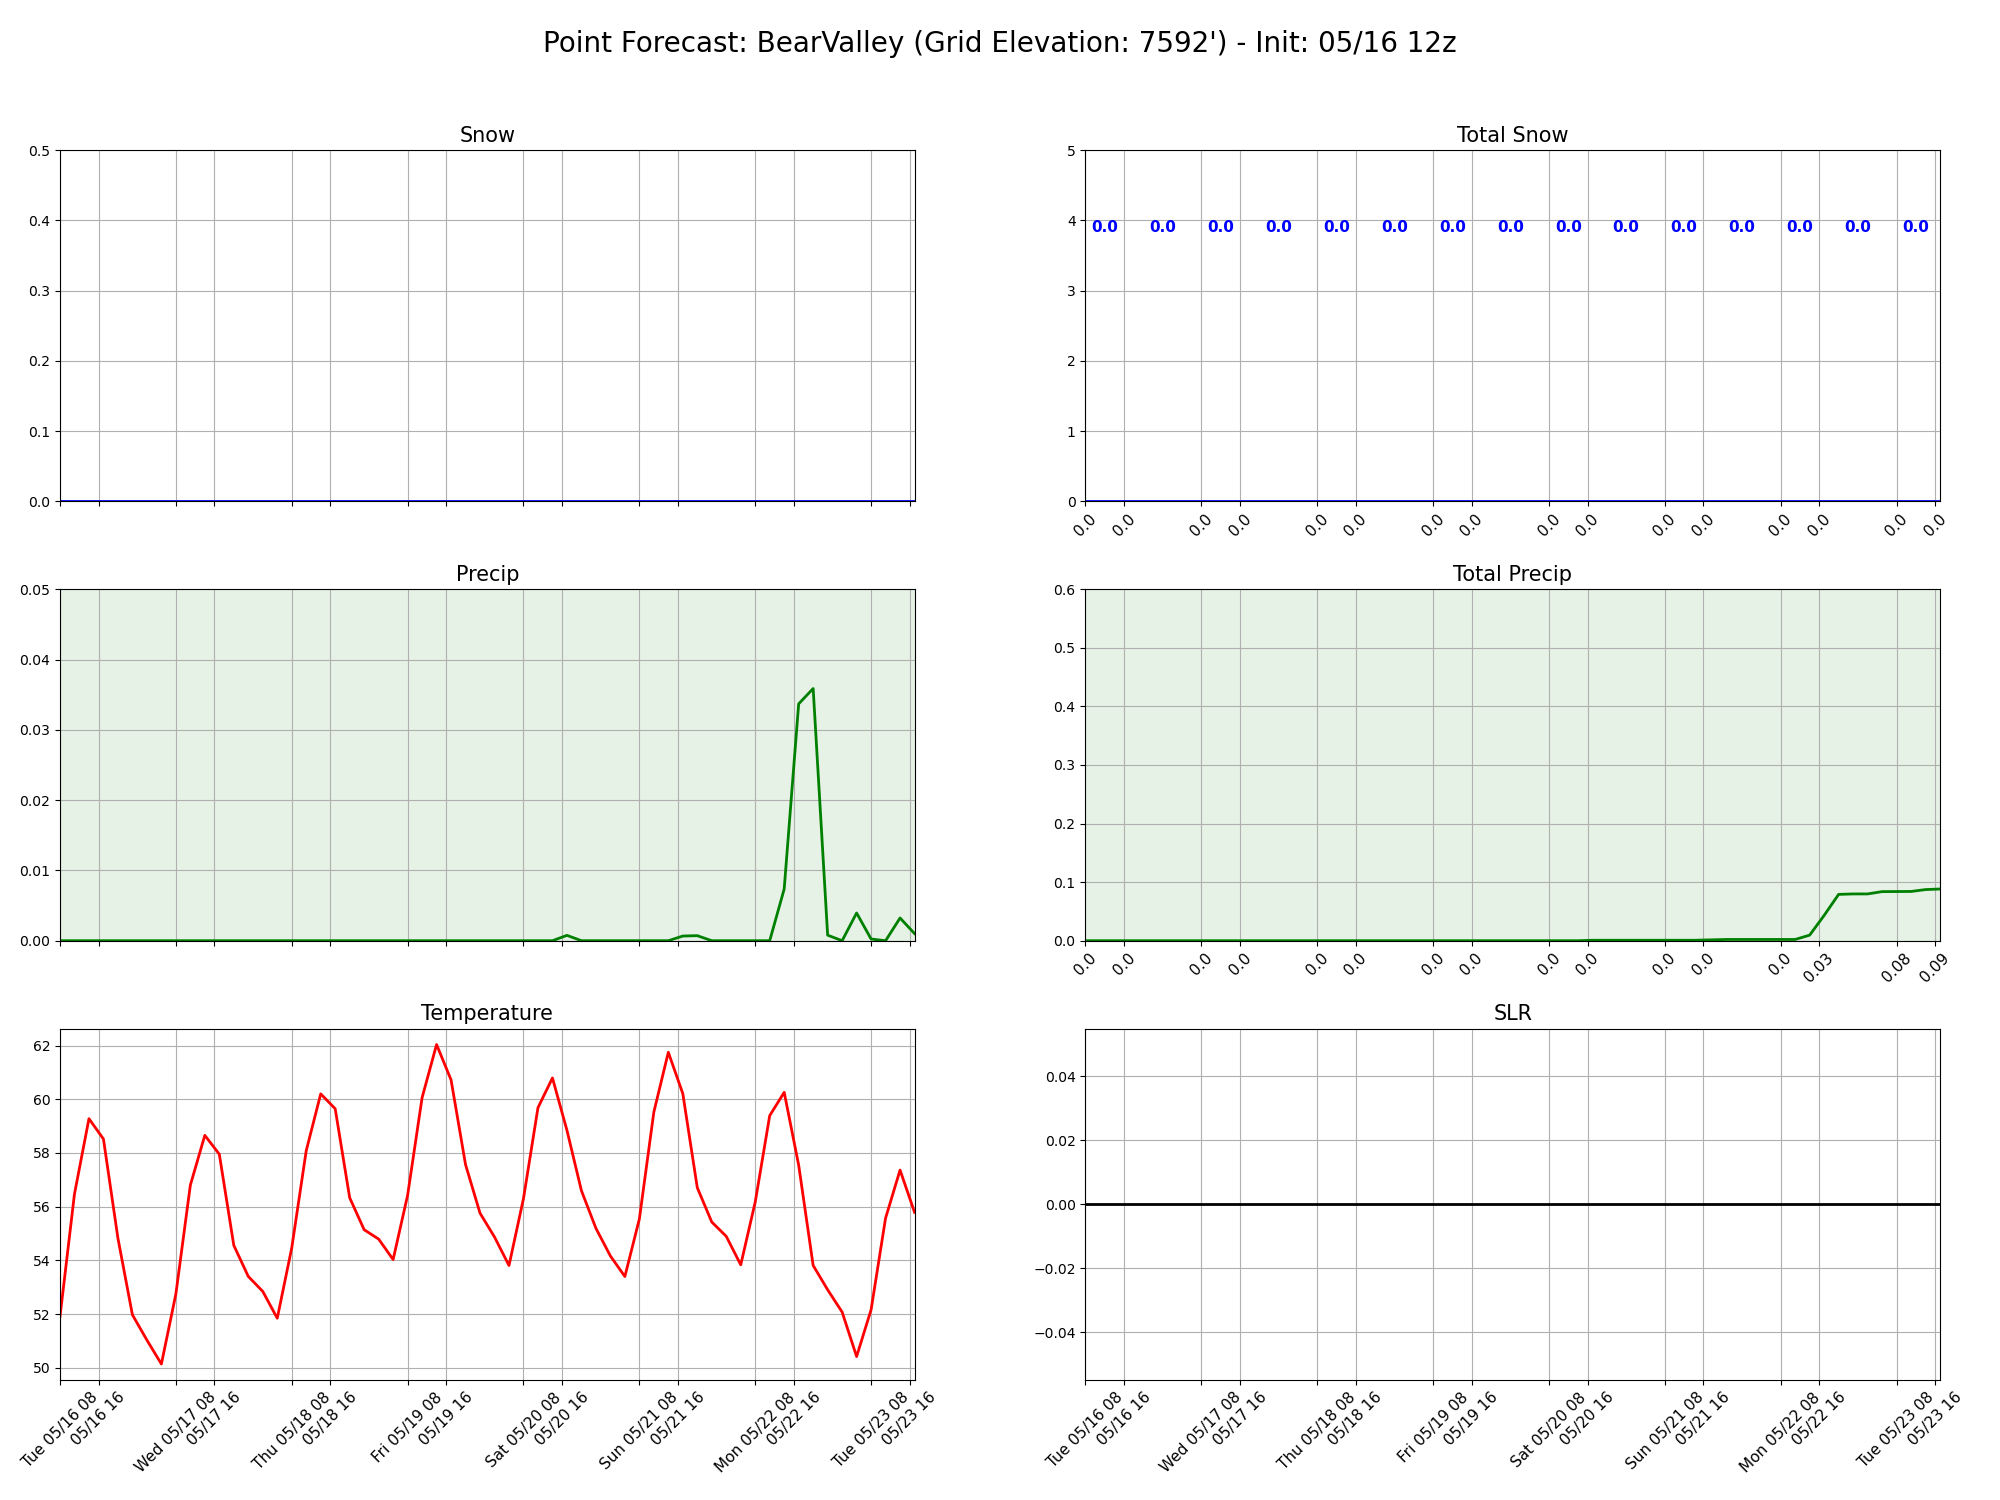 Point Forecast: BearValley (Grid Elevation: 7592') - Init: 05/16 12z
Snow
0.5
0.4
0.3
0.2
0.1
0.0
Total Snow
5
4
3
2
1
0
0.0 0.0 0.0 0.0 0.0 0.0 0.0 0.0 0.0 0.0 0.0 0.0 0.0 0.0 0.0
0.0 0.0 0.0 0.0 0.0 0.0 0.0 0.0 0.0 0.0 0.0 0.0 0.0 0.0 0.0 0.0
Precip
0.05
0.04
0.03
0.02
0.01
0.00
Total Precip
0.6
0.5
0.4
0.3
0.2
0.1
0.0
0.0 0.0 0.0 0.0 0.0 0.0 0.0 0.0 0.0 0.0 0.0 0.0 0.0 0.03 0.08 0.09
Temperature
62
60
58
56
54
52
50
Tue 05/16 08
05/16 16
Wed 05/17 08
05/17 16
Thu 05/18 08
05/18 16
Fri 05/19 08
05/19 16
Sat 05/20 08
05/20 16
Sun 05/21 08
05/21 16
Mon 05/22 08
05/22 16
Tue 05/23 08
05/23 16
SLR
0.04
0.02
0.00
−0.02
−0.04
Tue 05/16 08
05/16 16
Wed 05/17 08
05/17 16
Thu 05/18 08
05/18 16
Fri 05/19 08
05/19 16
Sat 05/20 08
05/20 16
Sun 05/21 08
05/21 16
Mon 05/22 08
05/22 16
Tue 05/23 08
05/23 16